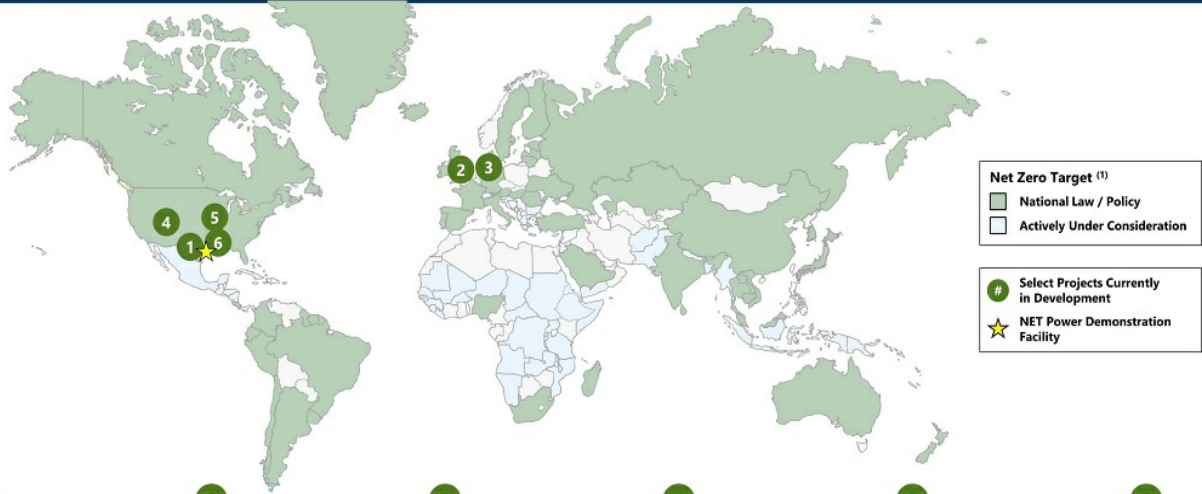 Net Zero Target (1)
National Law / Policy
Actively Under Consideration
2
3
4
5
1
6
#
Select Projects Currently
in Development
NET Power Demonstration
Facility